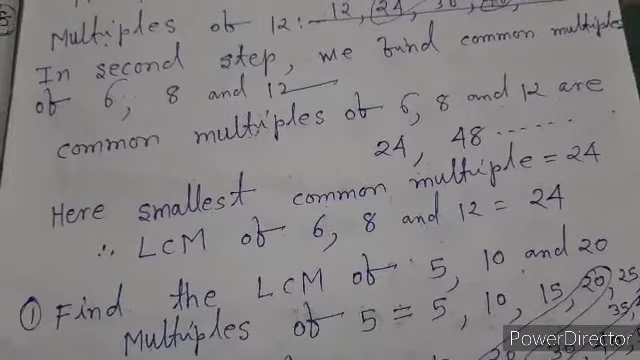 Multiples of 12:- 12, 24, 36,
In second step, we find common multiples
of 6, 8 and 12
common multiples of 6, 8 and 12 are
24, 48 ......
Here smallest common multiple = 24
∴ LCM of 6, 8 and 12 = 24
① Find the LCM of 5, 10 and 20
Multiples of 5 = 5, 10, 15, 20, 25
35,
PowerDirector